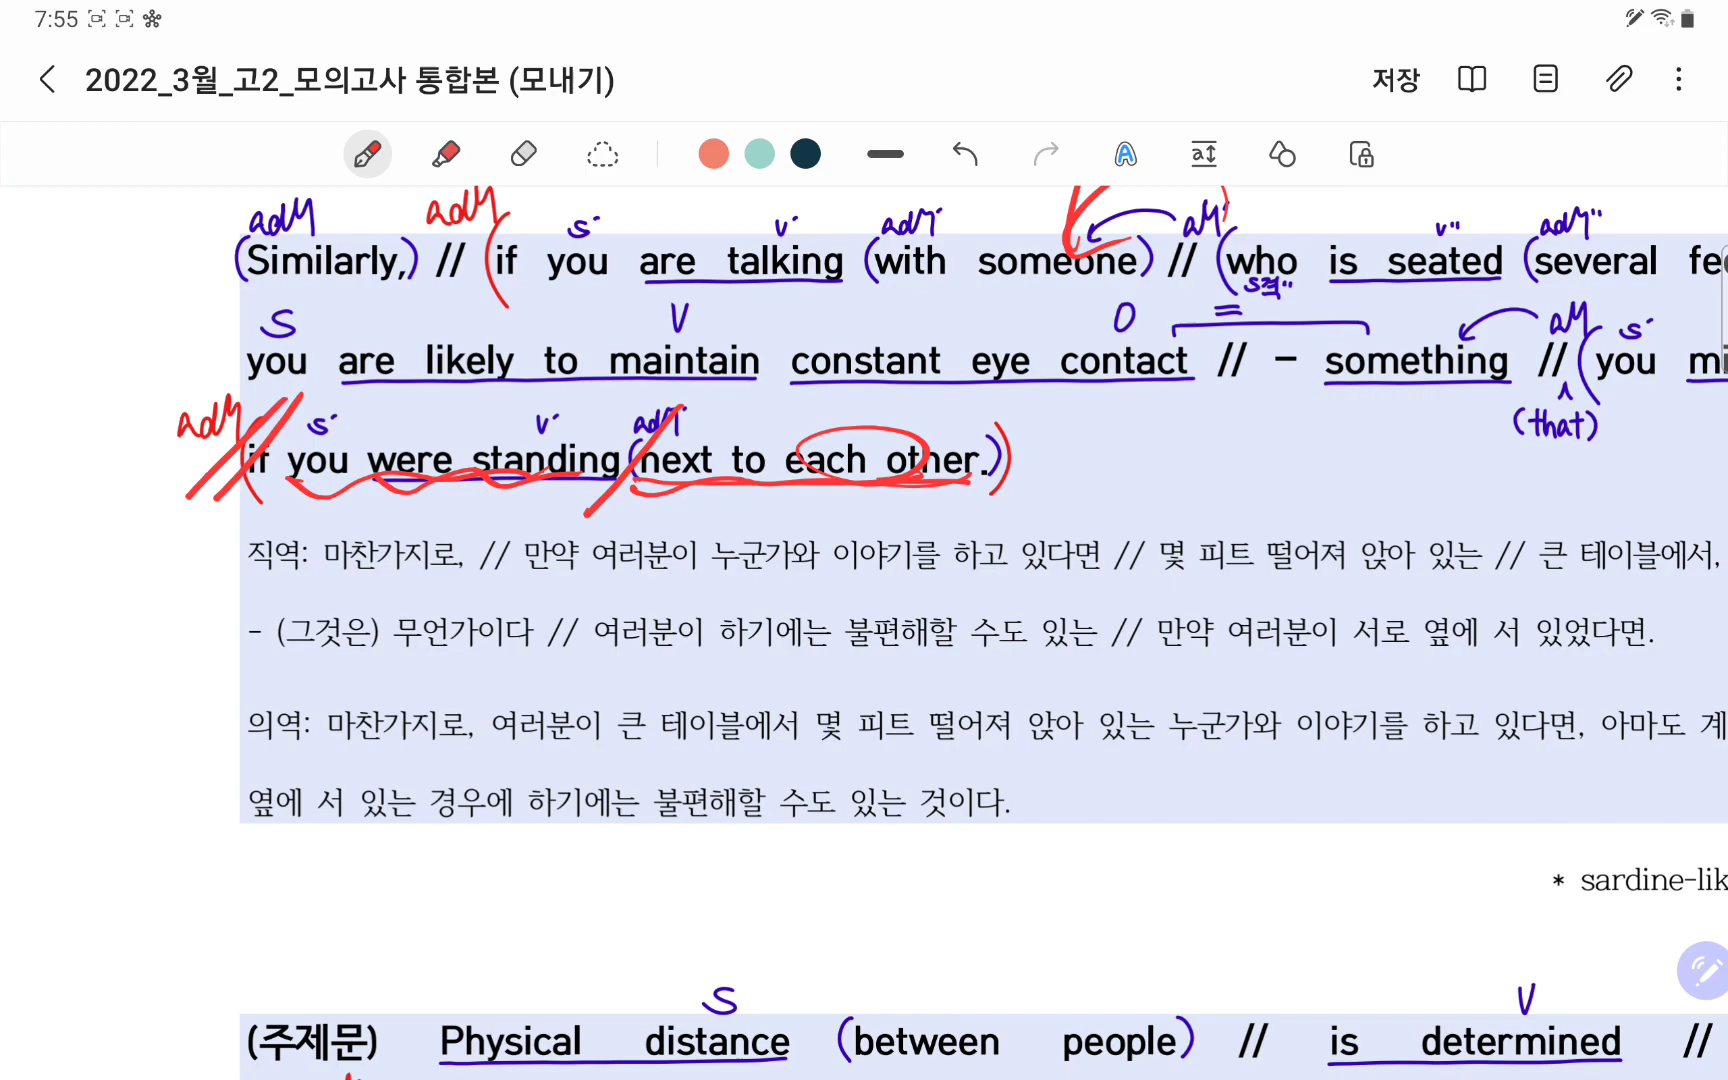 7:55
2022_3월_고2_모의고사 통합본 (모내기)
저장
adM adM s' v' adM' aM' v'' adM''
(Similarly,) // (if you are talking (with someone) // (who is seated (several
s격''
S V O = aM s'
you are likely to maintain constant eye contact // – something // (you
(that)
adM s' v' adM'
(if you were standing (next to each other.))
직역: 마찬가지로, // 만약 여러분이 누군가와 이야기를 하고 있다면 // 몇 피트 떨어져 앉아 있는 // 큰 테이블에서,
- (그것은) 무언가이다 // 여러분이 하기에는 불편해할 수도 있는 // 만약 여러분이 서로 옆에 서 있었다면.
의역: 마찬가지로, 여러분이 큰 테이블에서 몇 피트 떨어져 앉아 있는 누군가와 이야기를 하고 있다면, 아마도 계
옆에 서 있는 경우에 하기에는 불편해할 수도 있는 것이다.
* sardine-lik
S V
(주제문) Physical distance (between people) // is determined //